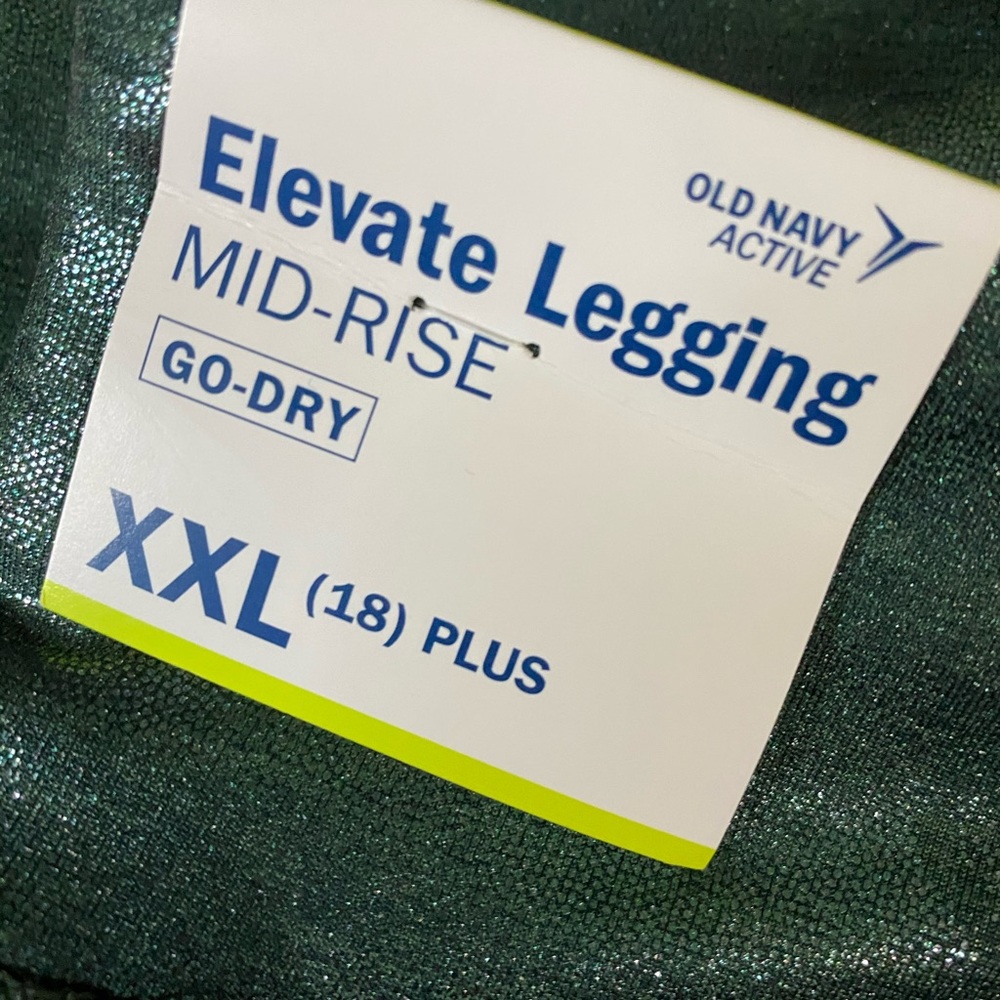 Elevate Legging
MID-RISE
GO-DRY
OLD NAVY
ACTIVE
XXL (18) PLUS